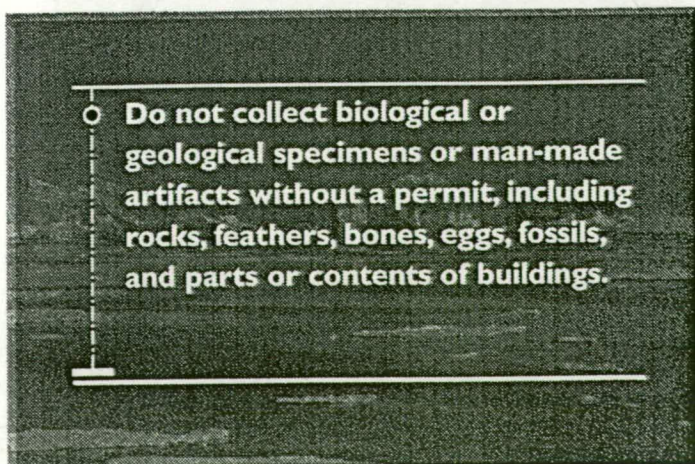 Do not collect biological or
geological specimens or man-made
artifacts without a permit, including
rocks, feathers, bones, eggs, fossils,
and parts or contents of buildings.